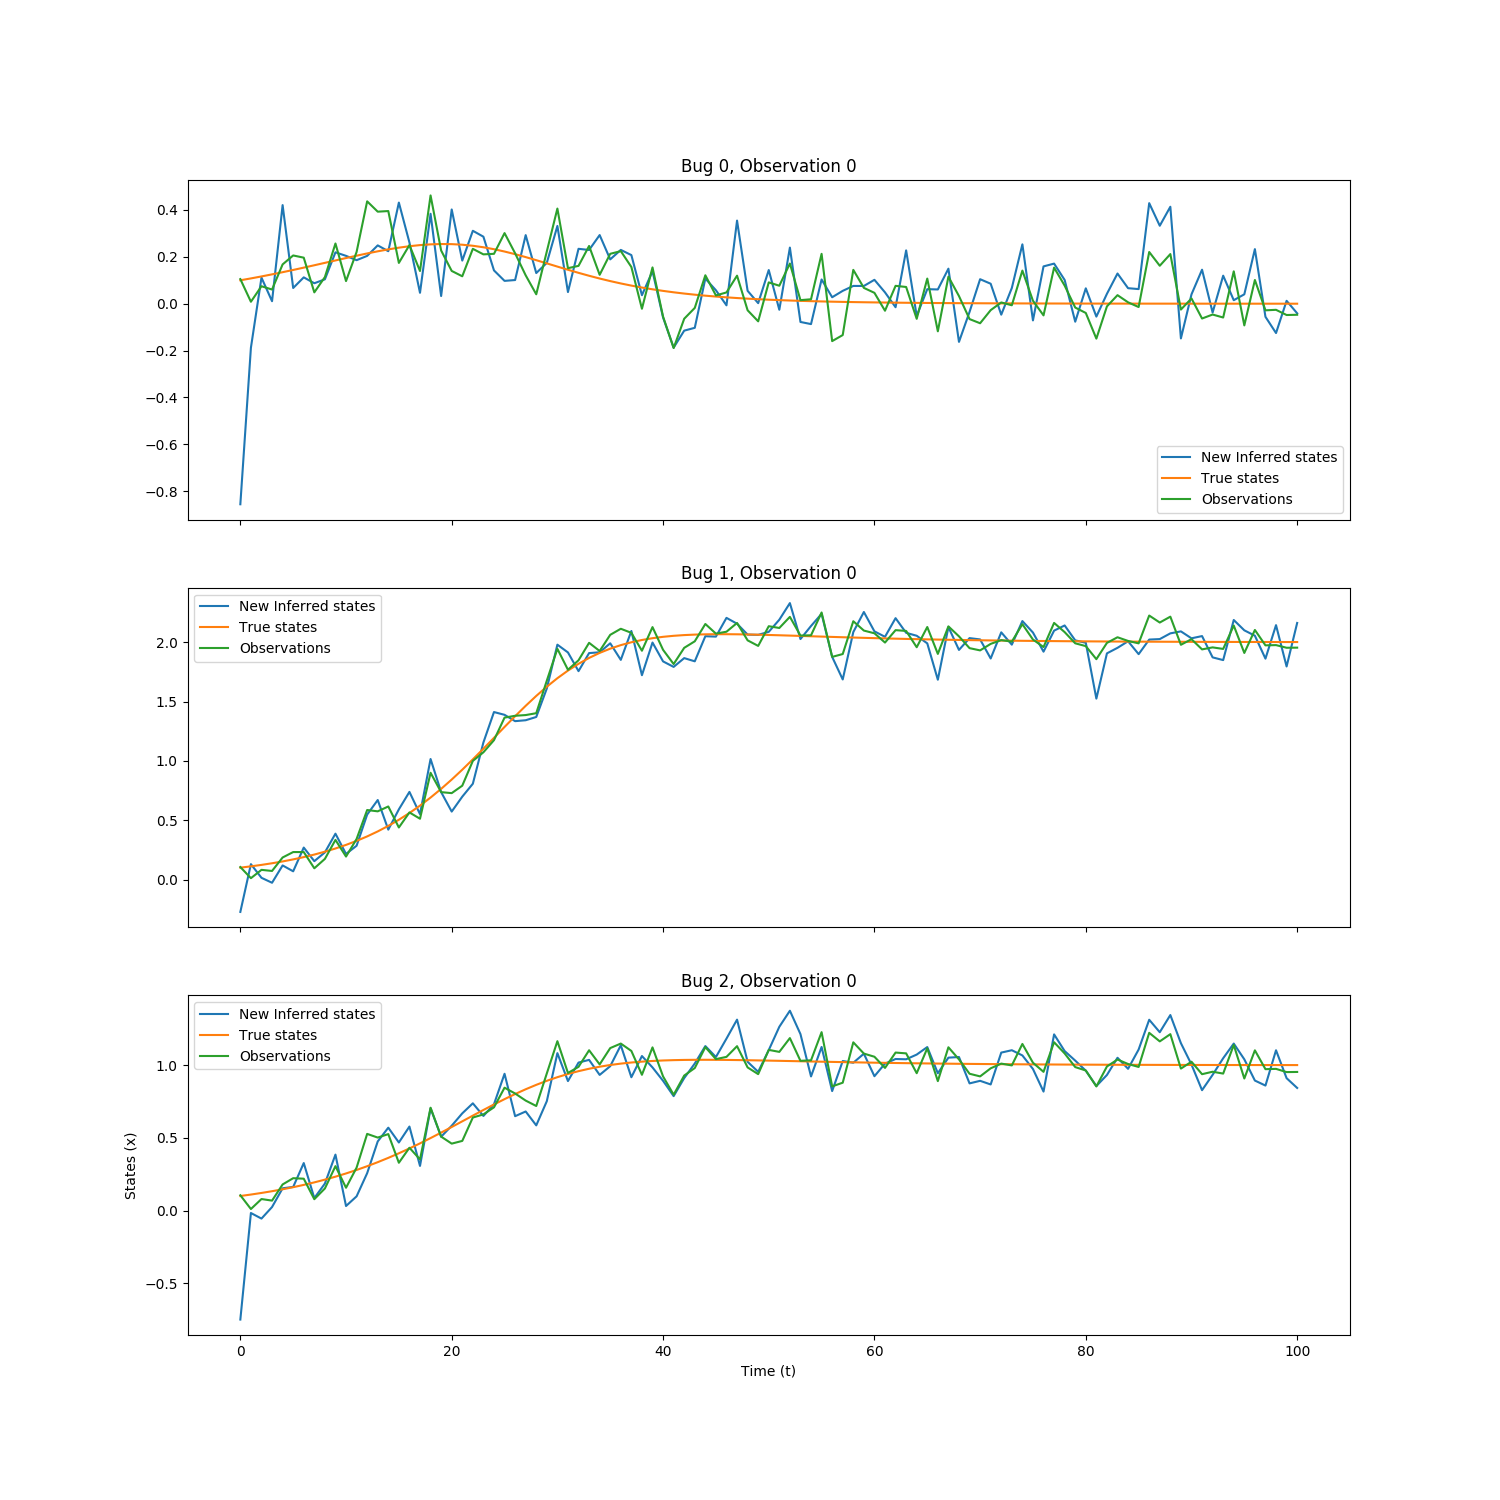 Bug 0, Observation 0
0.4
0.2
0.0
−0.2
−0.4
−0.6
−0.8
New Inferred states
True states
Observations
Bug 1, Observation 0
2.0
1.5
1.0
0.5
0.0
New Inferred states
True states
Observations
Bug 2, Observation 0
1.0
0.5
0.0
−0.5
New Inferred states
True states
Observations
States (x)
0 20 40 60 80 100
Time (t)